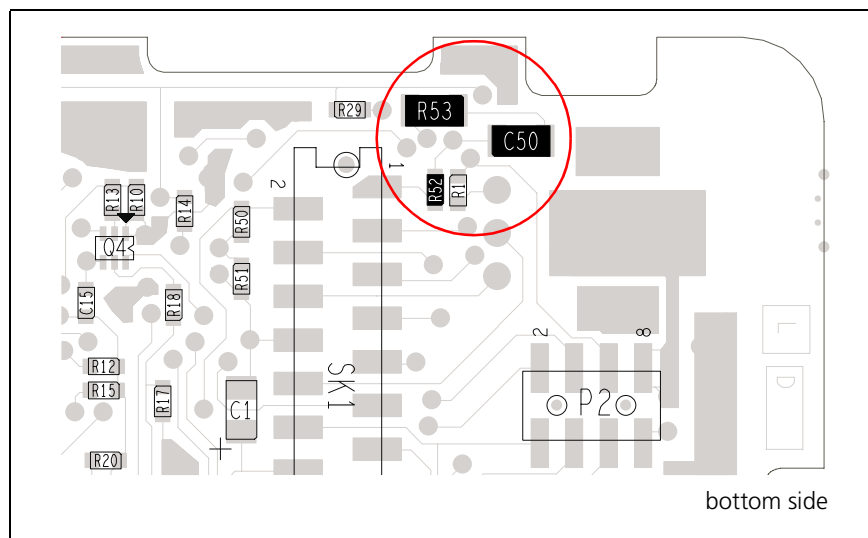 R29
R53
C50
1
2
R13
R10
R14
R50
R52
R1
Q4
R51
C15
R18
2
8
L
R12
R15
R17
C1
SK1
P2
D
R20
bottom side